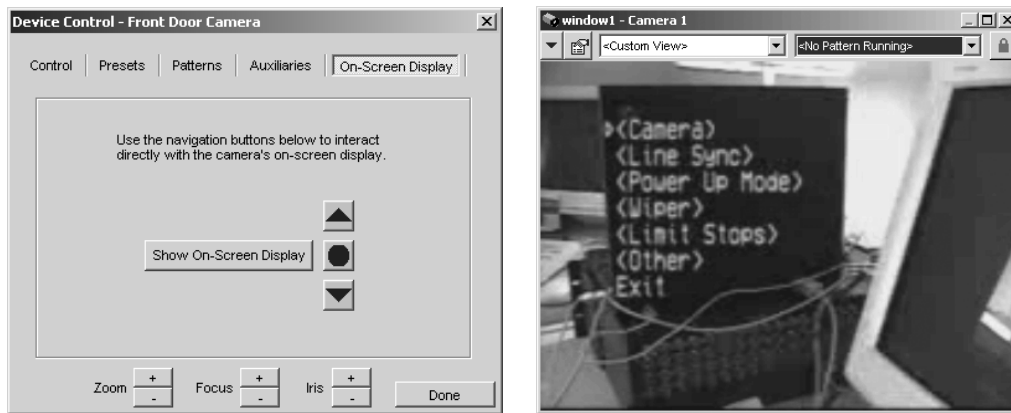 Device Control - Front Door Camera
Control Presets Patterns Auxiliaries On-Screen Display
Use the navigation buttons below to interact
directly with the camera's on-screen display.
Show On-Screen Display
Zoom + - Focus + - Iris + - Done
window1 - Camera 1
<Custom View> <No Pattern Running>
<Camera>
<Line Sync>
<Power Up Mode>
<Wiper>
<Limit Stops>
<Other>
Exit